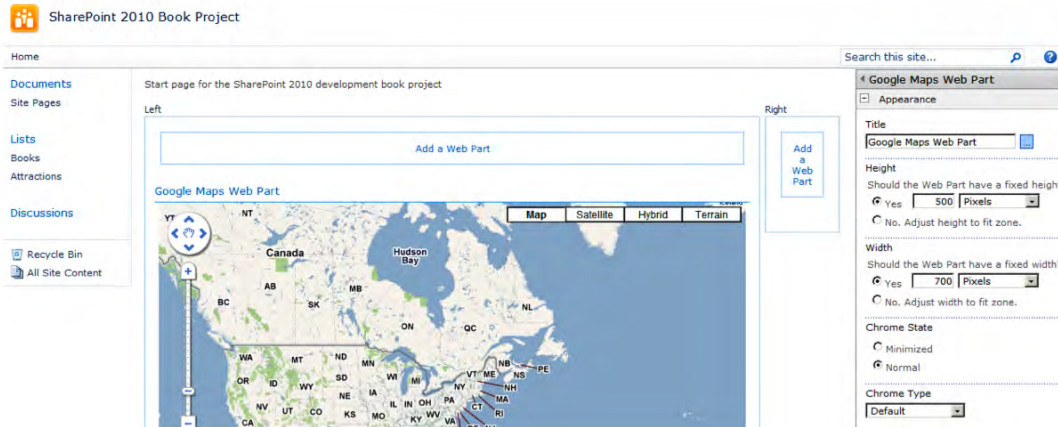 SharePoint 2010 Book Project
Home
Search this site...
Documents
Site Pages
Lists
Books
Attractions
Discussions
Recycle Bin
All Site Content
Start page for the SharePoint 2010 development book project
Left
Right
Add a Web Part
Add
a
Web
Part
Google Maps Web Part
Map Satellite Hybrid Terrain
YT
NT
Canada
Hudson
Bay
AB
MB
BC
SK
NL
ON
QC
WA
MT
ND
MN
NB
PE
VT ME
NS
OR
ID
WY
SD
WI
MI
NY
NH
NE
IA
MA
NV
UT
CO
KS
MO
IL IN OH
PA
CT
RI
CA
KY
WV
VA
Google Maps Web Part
Appearance
Title
Google Maps Web Part
...
Height
Should the Web Part have a fixed heigh
Yes 500 Pixels
No. Adjust height to fit zone.
Width
Should the Web Part have a fixed width
Yes 700 Pixels
No. Adjust width to fit zone.
Chrome State
Minimized
Normal
Chrome Type
Default